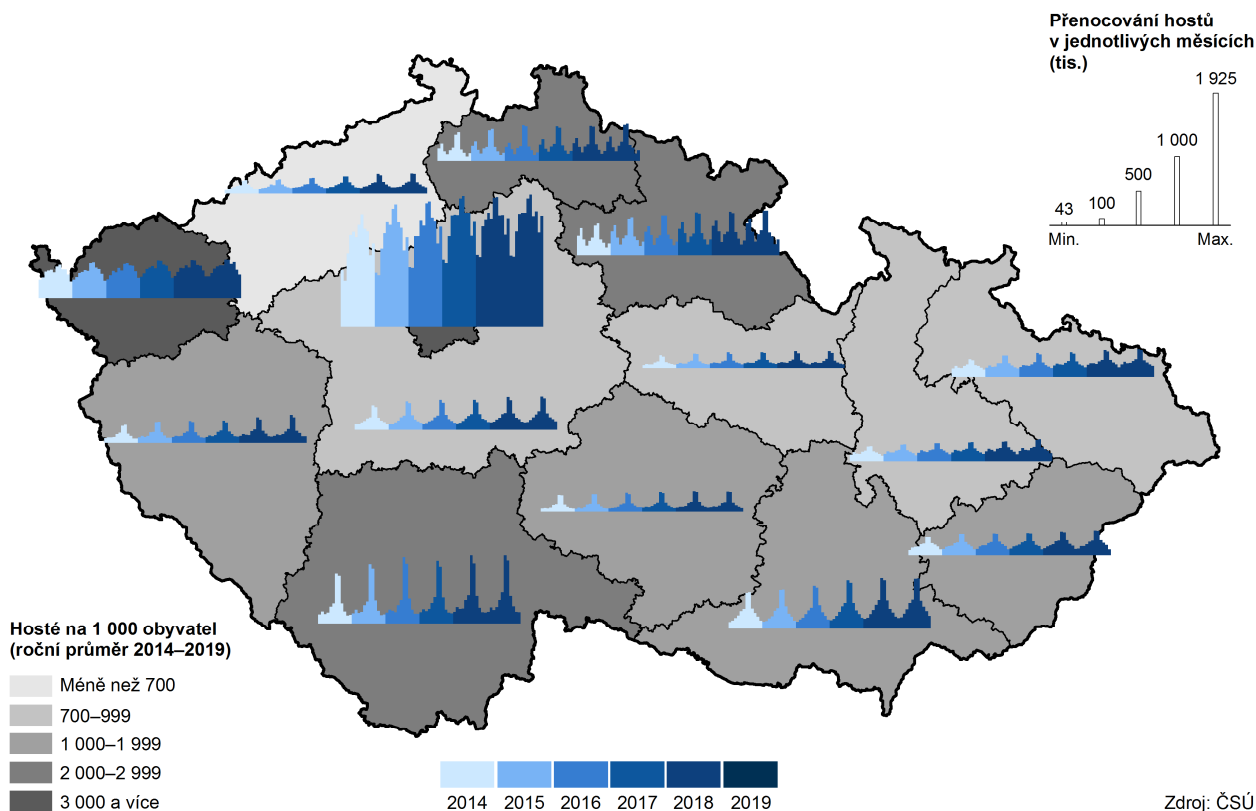 Přenocování hostů
v jednotlivých měsících
(tis.)
1 925
1 000
500
100
43
Min.
Max.
Hosté na 1 000 obyvatel
(roční průměr 2014–2019)
Méně než 700
700–999
1 000–1 999
2 000–2 999
3 000 a více
2014 2015 2016 2017 2018 2019
Zdroj: ČSÚ